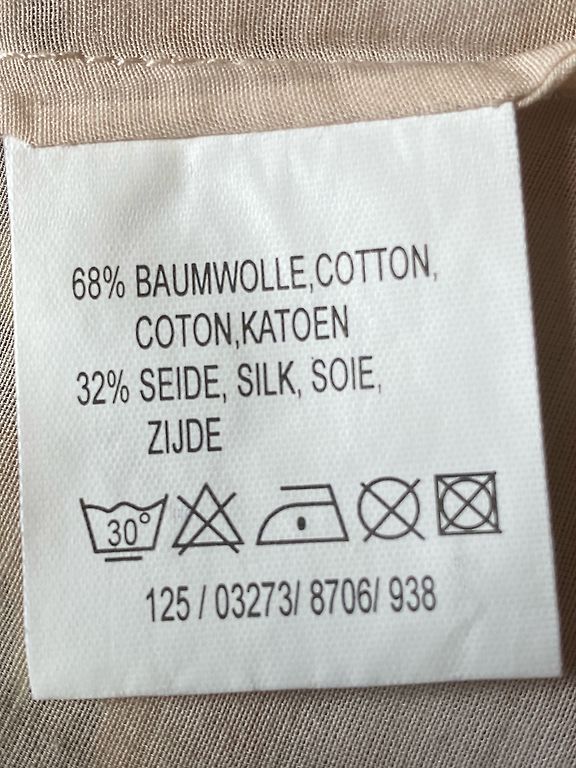 68% BAUMWOLLE,COTTON,
COTON,KATOEN
32% SEIDE, SILK, SOIE,
ZIJDE
30°
125 / 03273/ 8706/ 938